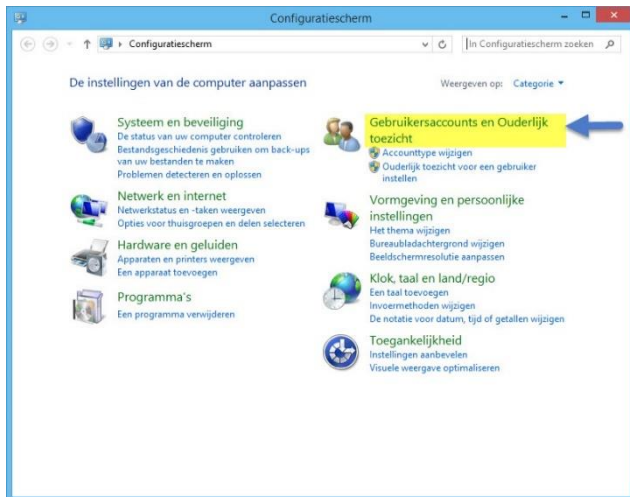 Configuratiescherm
Configuratiescherm
In Configuratiescherm zoeken
De instellingen van de computer aanpassen
Weergeven op: Categorie
Systeem en beveiliging
De status van uw computer controleren
Bestandsgeschiedenis gebruiken om back-ups
van uw bestanden te maken
Problemen detecteren en oplossen
Netwerk en internet
Netwerkstatus en -taken weergeven
Opties voor thuisgroepen en delen selecteren
Hardware en geluiden
Apparaten en printers weergeven
Een apparaat toevoegen
Programma's
Een programma verwijderen
Gebruikersaccounts en Ouderlijk
toezicht
Accounttype wijzigen
Ouderlijk toezicht voor een gebruiker
instellen
Vormgeving en persoonlijke
instellingen
Het thema wijzigen
Bureaubladachtergrond wijzigen
Beeldschermresolutie aanpassen
Klok, taal en land/regio
Een taal toevoegen
Invoermethoden wijzigen
De notatie voor datum, tijd of getallen wijzigen
Toegankelijkheid
Instellingen aanbevelen
Visuele weergave optimaliseren